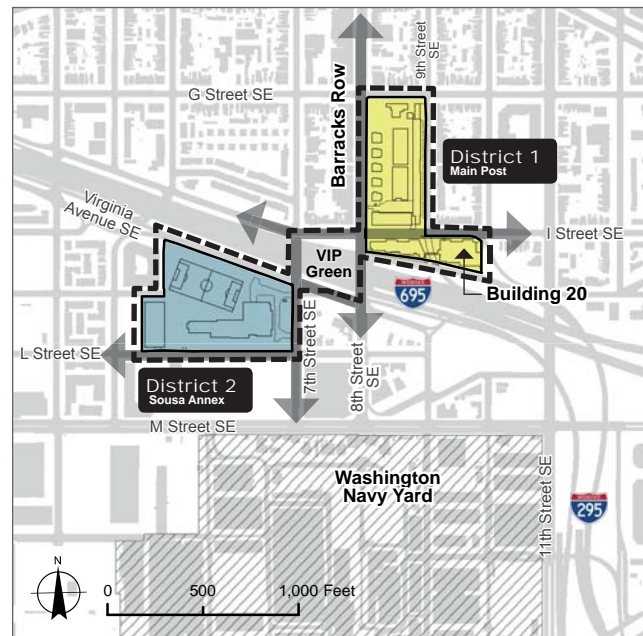 9th Street
SE
G Street SE
Barracks Row
District 1
Main Post
Virginia
Avenue SE
I Street SE
VIP
Green
INTERSTATE
695
Building 20
L Street SE
7th Street SE
8th Street
SE
District 2
Sousa Annex
M Street SE
Washington
Navy Yard
11th Street SE
INTERSTATE
295
N
0
500
1,000 Feet